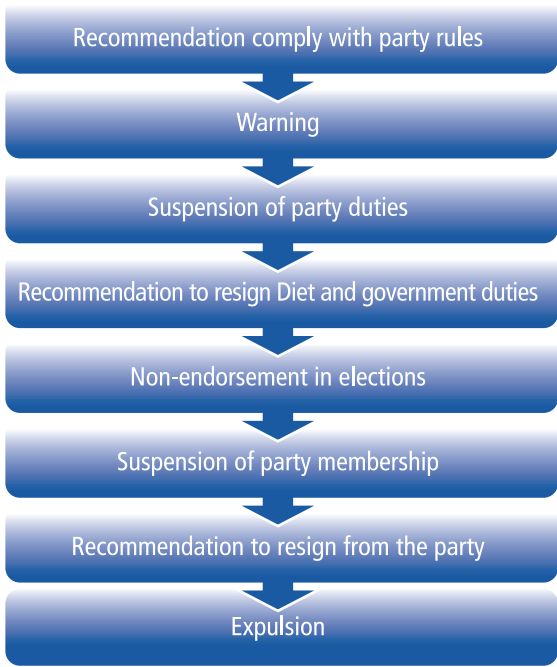 Recommendation comply with party rules
Warning
Suspension of party duties
Recommendation to resign Diet and government duties
Non-endorsement in elections
Suspension of party membership
Recommendation to resign from the party
Expulsion